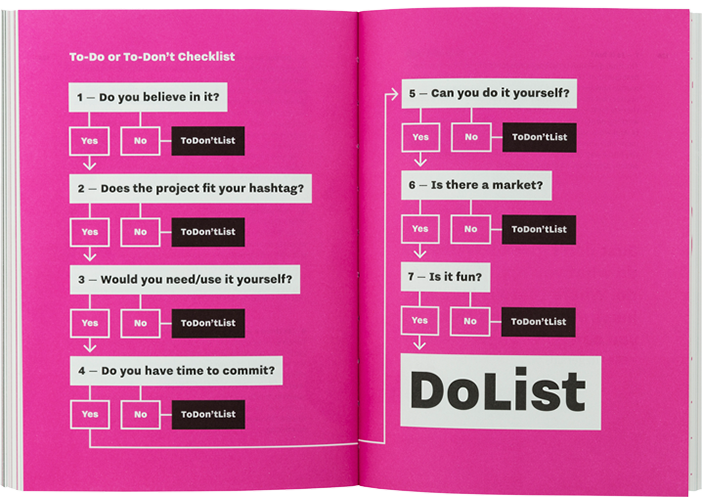 To-Do or To-Don't Checklist
1 — Do you believe in it?
Yes
No
ToDon'tList
2 — Does the project fit your hashtag?
Yes
No
ToDon'tList
3 — Would you need/use it yourself?
Yes
No
ToDon'tList
4 — Do you have time to commit?
Yes
No
ToDon'tList
5 — Can you do it yourself?
Yes
No
ToDon'tList
6 — Is there a market?
Yes
No
ToDon'tList
7 — Is it fun?
Yes
No
ToDon'tList
DoList